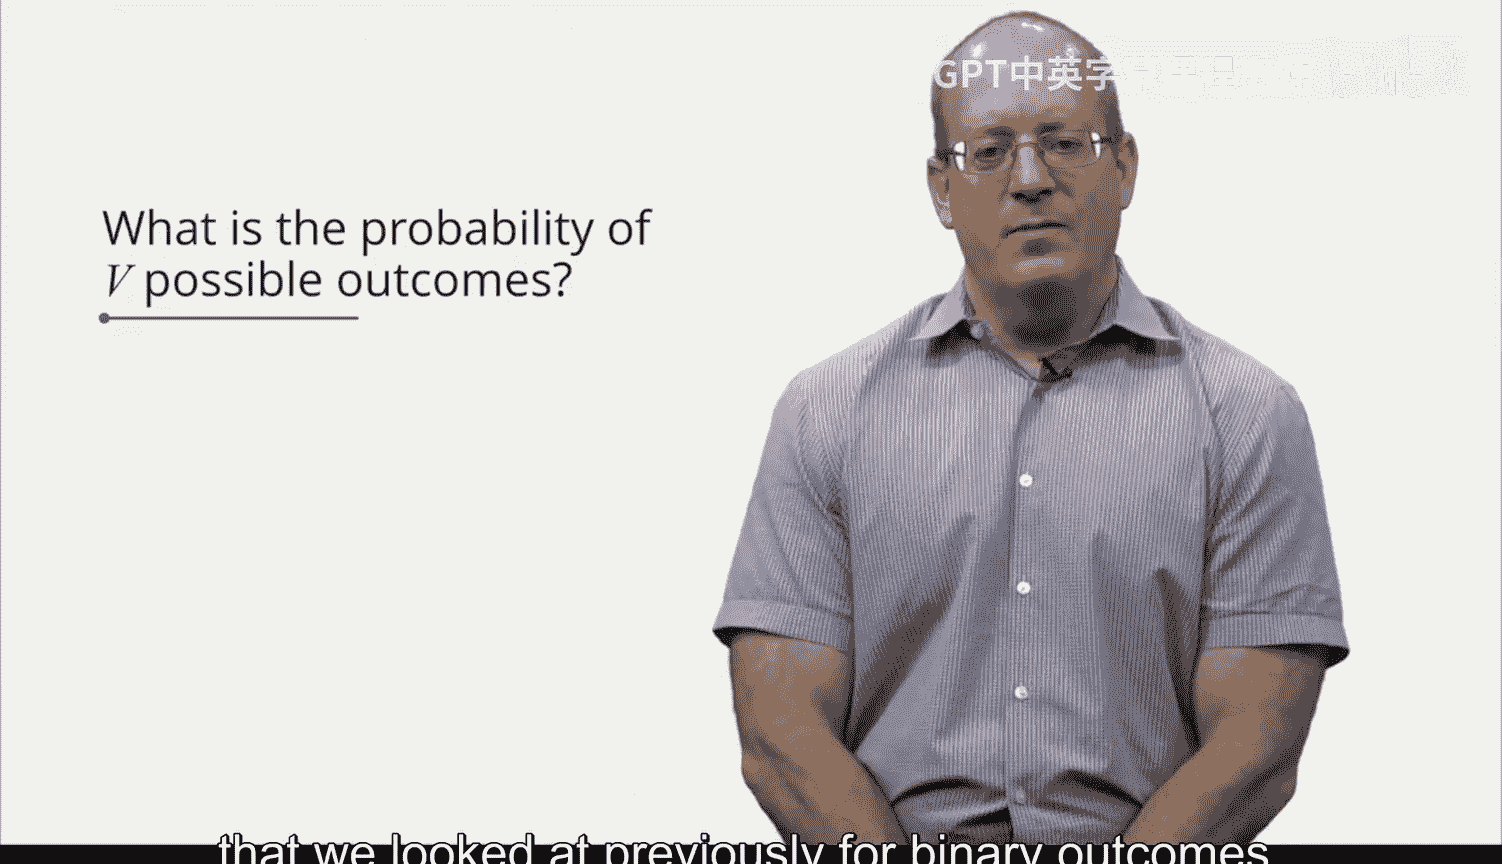 GPT中英字
What is the probability of
V possible outcomes?
that we looked at previously for binary outcomes